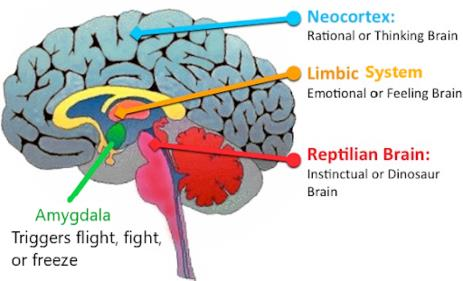 Neocortex:
Rational or Thinking Brain
Limbic System
Emotional or Feeling Brain
Reptilian Brain:
Instinctual or Dinosaur
Brain
Amygdala
Triggers flight, fight,
or freeze